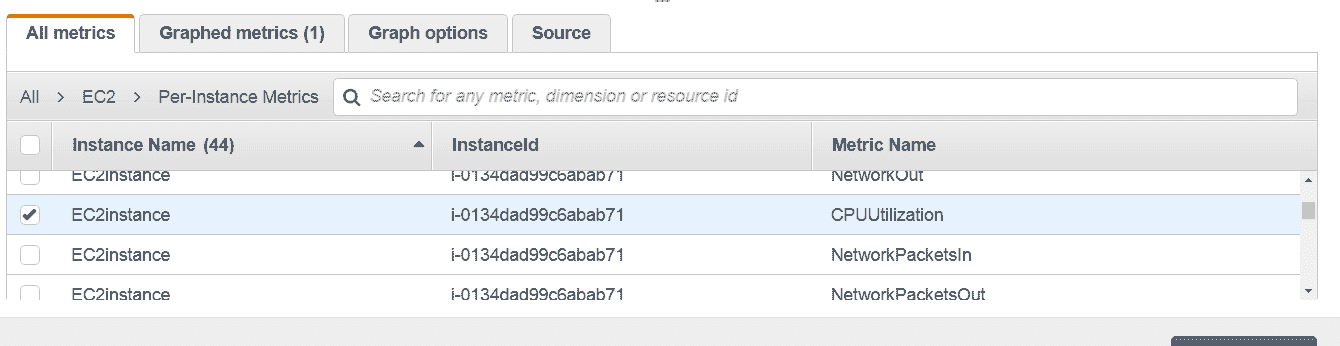 All metrics Graphed metrics (1) Graph options Source
All > EC2 > Per-Instance Metrics Search for any metric, dimension or resource id
Instance Name (44) InstanceId Metric Name
EC2instance i-0134dad99c6abab71 NetworkOut
EC2instance i-0134dad99c6abab71 CPUUtilization
EC2instance i-0134dad99c6abab71 NetworkPacketsIn
EC2instance i-0134dad99c6abab71 NetworkPacketsOut